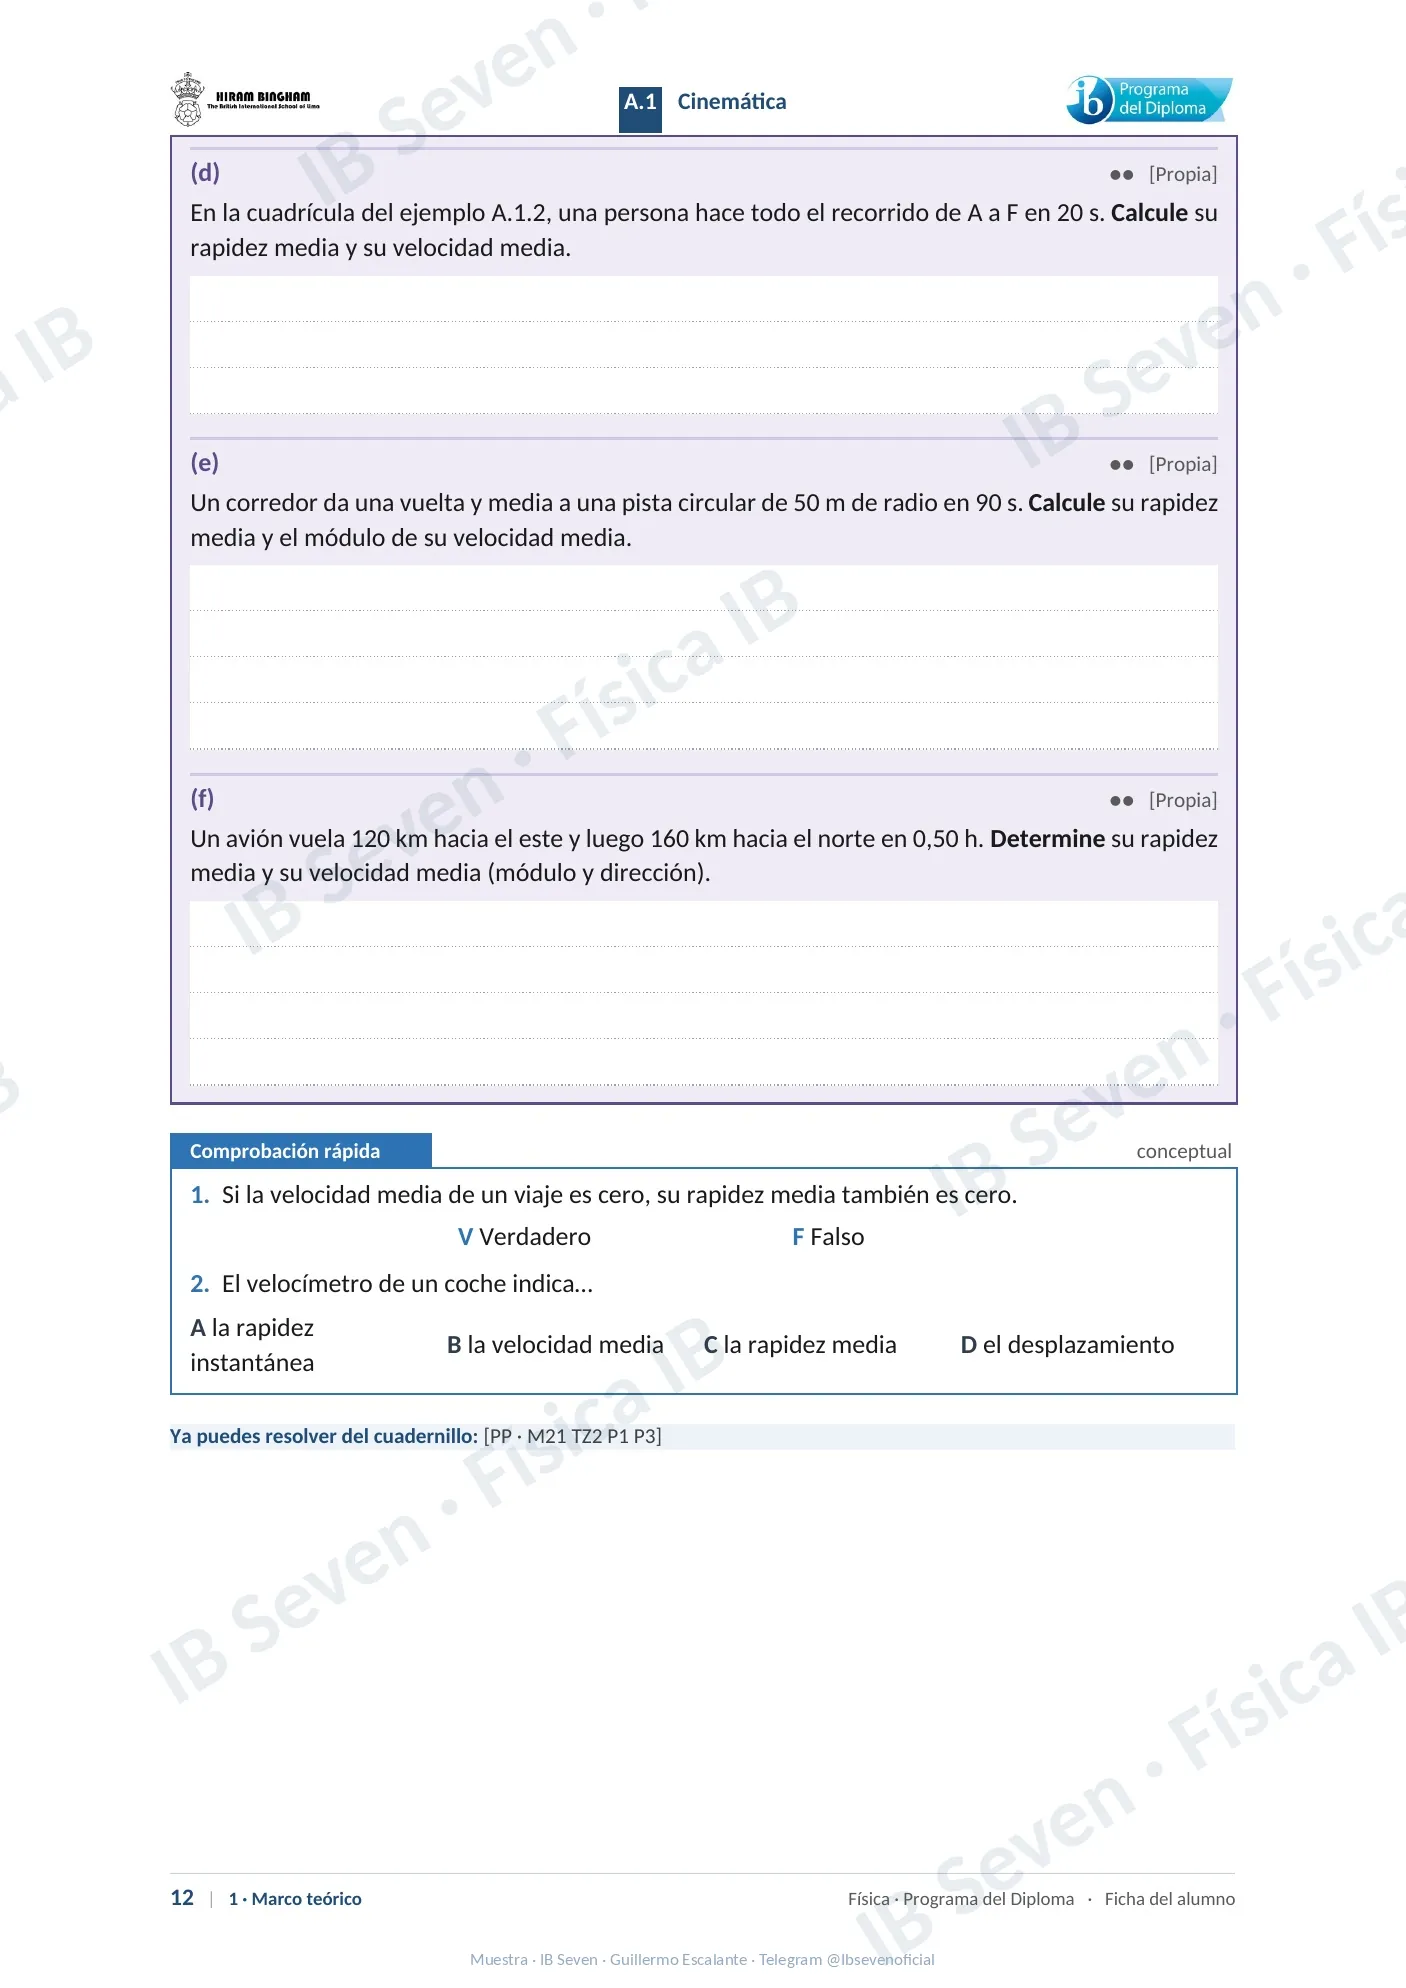 HIRAM BINGHAM
The British International School of Lima
A.1 Cinemática
Programa
del Diploma
(d) ●● [Propia]
En la cuadrícula del ejemplo A.1.2, una persona hace todo el recorrido de A a F en 20 s. Calcule su
rapidez media y su velocidad media.
(e) ●● [Propia]
Un corredor da una vuelta y media a una pista circular de 50 m de radio en 90 s. Calcule su rapidez
media y el módulo de su velocidad media.
(f) ●● [Propia]
Un avión vuela 120 km hacia el este y luego 160 km hacia el norte en 0,50 h. Determine su rapidez
media y su velocidad media (módulo y dirección).
Comprobación rápida conceptual
1. Si la velocidad media de un viaje es cero, su rapidez media también es cero.
V Verdadero F Falso
2. El velocímetro de un coche indica...
A la rapidez
instantánea
B la velocidad media C la rapidez media D el desplazamiento
Ya puedes resolver del cuadernillo: [PP · M21 TZ2 P1 P3]
12 | 1 · Marco teórico Física · Programa del Diploma · Ficha del alumno
Muestra · IB Seven · Guillermo Escalante · Telegram @Ibsevenoficial
IB Seven · Física IB